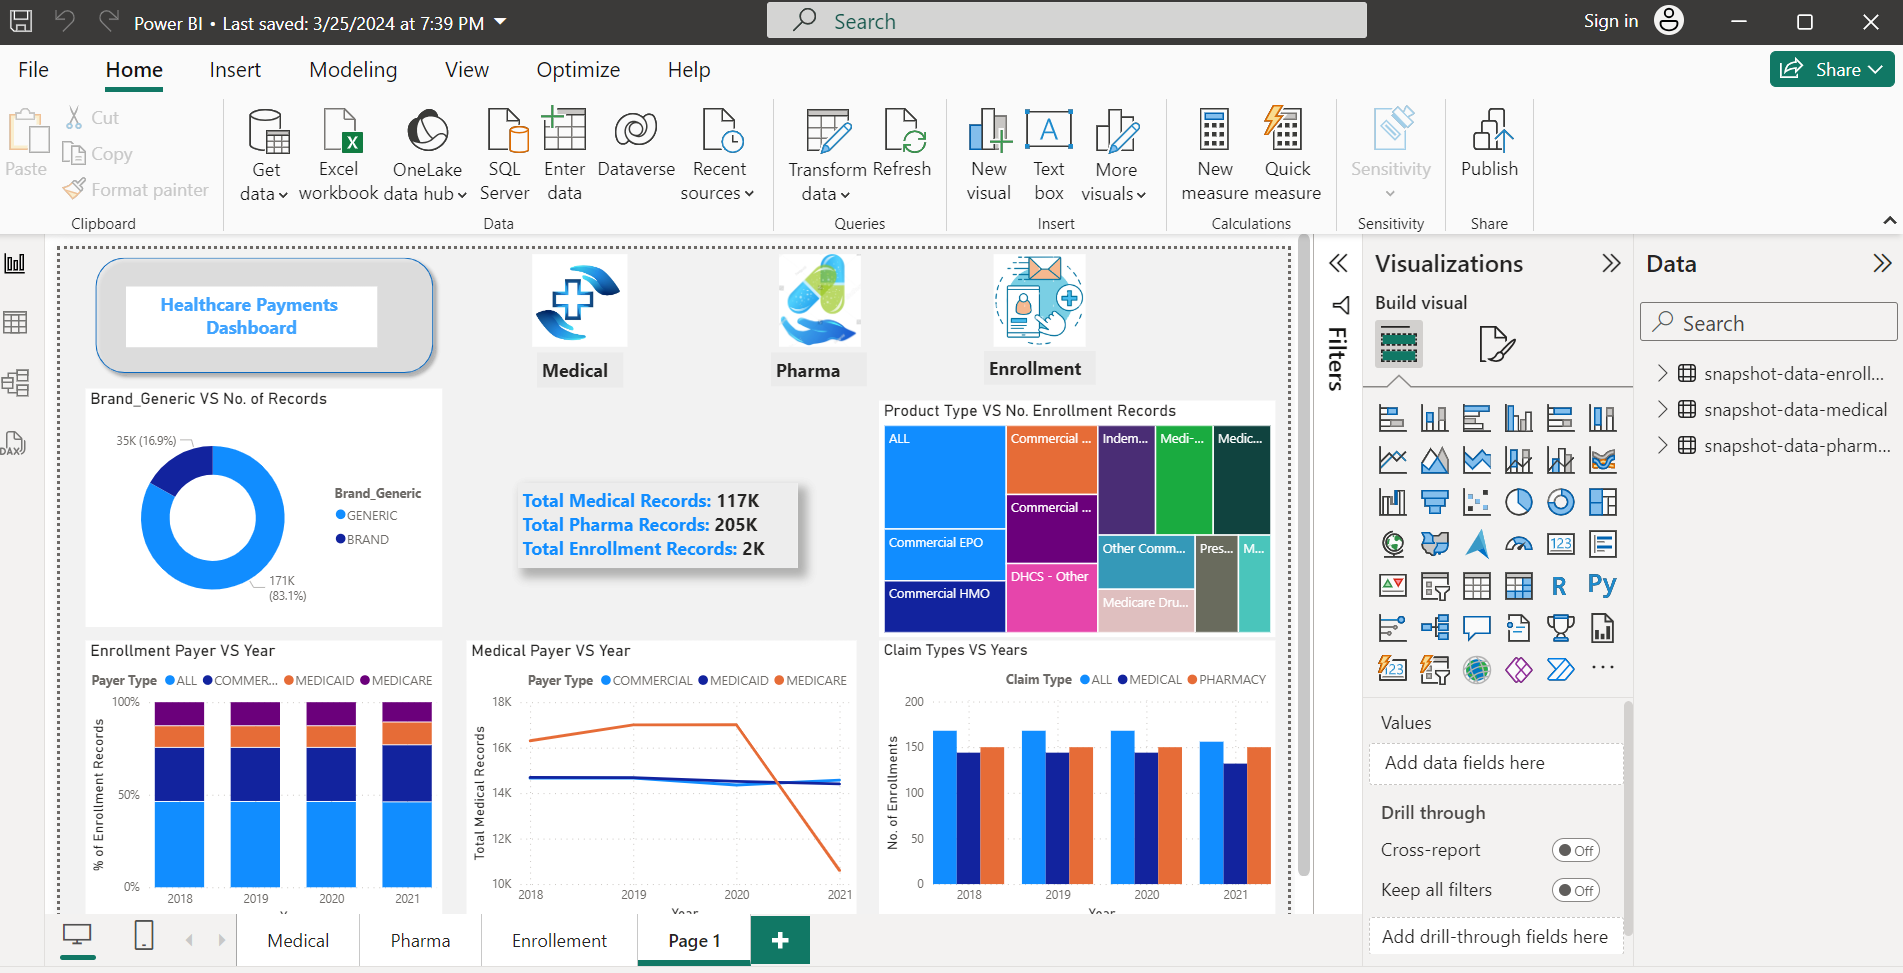 Power BI • Last saved: 3/25/2024 at 7:39 PM
Search
Sign in
File
Home
Insert
Modeling
View
Optimize
Help
Share
Paste
Cut
Copy
Format painter
Clipboard
Get data
Excel workbook
OneLake data hub
SQL Server
Enter data
Dataverse
Recent sources
Data
Transform data
Refresh
Queries
New visual
Text box
More visuals
Insert
New measure
Quick measure
Calculations
Sensitivity
Sensitivity
Publish
Share
Healthcare Payments
Dashboard
Medical
Pharma
Enrollment
Brand_Generic VS No. of Records
35K (16.9%)
171K
(83.1%)
Brand_Generic
GENERIC
BRAND
Total Medical Records: 117K
Total Pharma Records: 205K
Total Enrollment Records: 2K
Product Type VS No. Enrollment Records
ALL
Commercial EPO
Commercial HMO
Commercial ...
Commercial ...
DHCS - Other
Indem...
Medi-...
Medic...
Other Comm...
Medicare Dru...
Pres...
M...
Enrollment Payer VS Year
Payer Type ALL COMMER... MEDICAID MEDICARE
% of Enrollment Records
100%
50%
0%
2018 2019 2020 2021
Medical Payer VS Year
Payer Type COMMERCIAL MEDICAID MEDICARE
Total Medical Records
18K
16K
14K
12K
10K
2018 2019 2020 2021
Year
Claim Types VS Years
Claim Type ALL MEDICAL PHARMACY
No. of Enrollments
200
150
100
50
0
2018 2019 2020 2021
Year
Filters
Visualizations
Build visual
123
R
Py
123
...
Values
Add data fields here
Drill through
Cross-report
Off
Keep all filters
Off
Add drill-through fields here
Data
Search
snapshot-data-enroll...
snapshot-data-medical
snapshot-data-pharm...
DAX
Medical
Pharma
Enrollement
Page 1